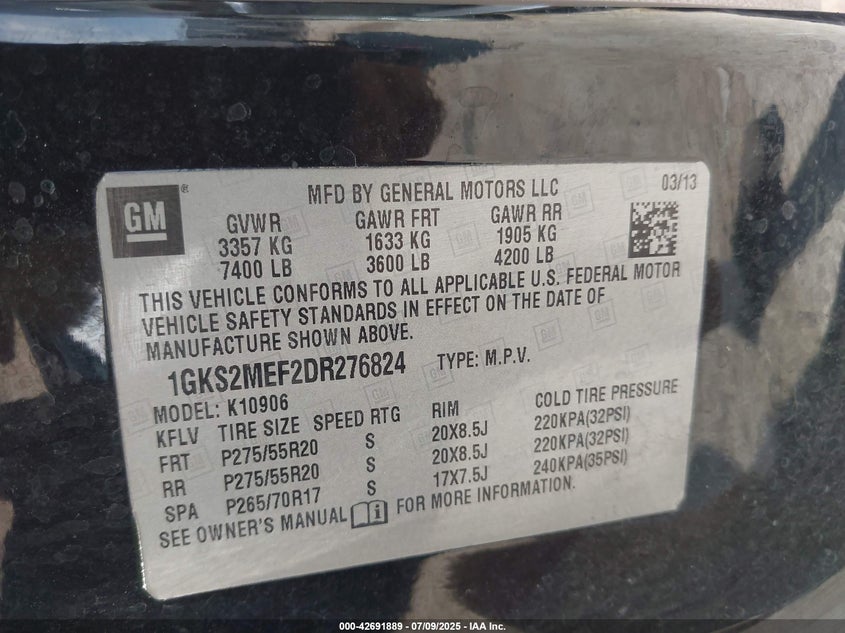 GM ®
MFD BY GENERAL MOTORS LLC 03/13
GVWR GAWR FRT GAWR RR
3357 KG 1633 KG 1905 KG
7400 LB 3600 LB 4200 LB
THIS VEHICLE CONFORMS TO ALL APPLICABLE U.S. FEDERAL MOTOR
VEHICLE SAFETY STANDARDS IN EFFECT ON THE DATE OF
MANUFACTURE SHOWN ABOVE.
1GKS2MEF2DR276824 TYPE: M.P.V.
MODEL: K10906
KFLV TIRE SIZE SPEED RTG RIM COLD TIRE PRESSURE
FRT P275/55R20 S 20X8.5J 220KPA(32PSI)
RR P275/55R20 S 20X8.5J 220KPA(32PSI)
SPA P265/70R17 S 17X7.5J 240KPA(35PSI)
SEE OWNER'S MANUAL i FOR MORE INFORMATION.
000-42691889 - 07/09/2025 - IAA Inc.